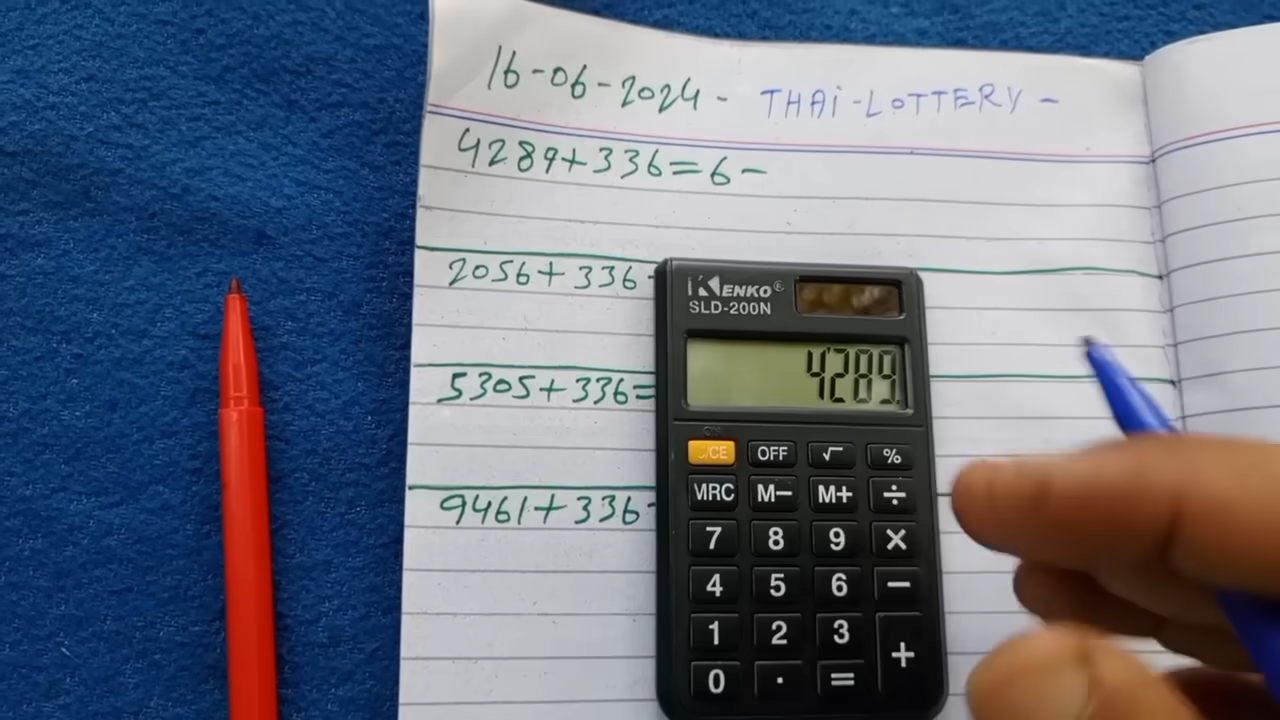 16-06-2024- THAi-LOTTERY-
4289+336=6-
2056+336-
5305+336=
9461+336-
KENKO®
SLD-200N
4289.
ON
C/CE OFF √ %
MRC M− M+ ÷
7 8 9 ×
4 5 6 −
1 2 3 +
0 . =